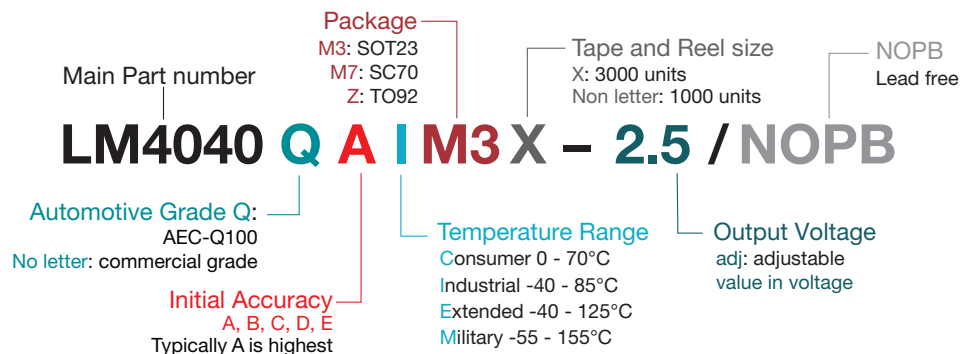 Package
M3: SOT23
M7: SC70
Z: TO92
Tape and Reel size
X: 3000 units
Non letter: 1000 units
NOPB
Lead free
Main Part number
LM4040 Q A I M3 X – 2.5 / NOPB
Automotive Grade Q:
AEC-Q100
No letter: commercial grade
Initial Accuracy
A, B, C, D, E
Typically A is highest
Temperature Range
Consumer 0 - 70°C
Industrial -40 - 85°C
Extended -40 - 125°C
Military -55 - 155°C
Output Voltage
adj: adjustable
value in voltage